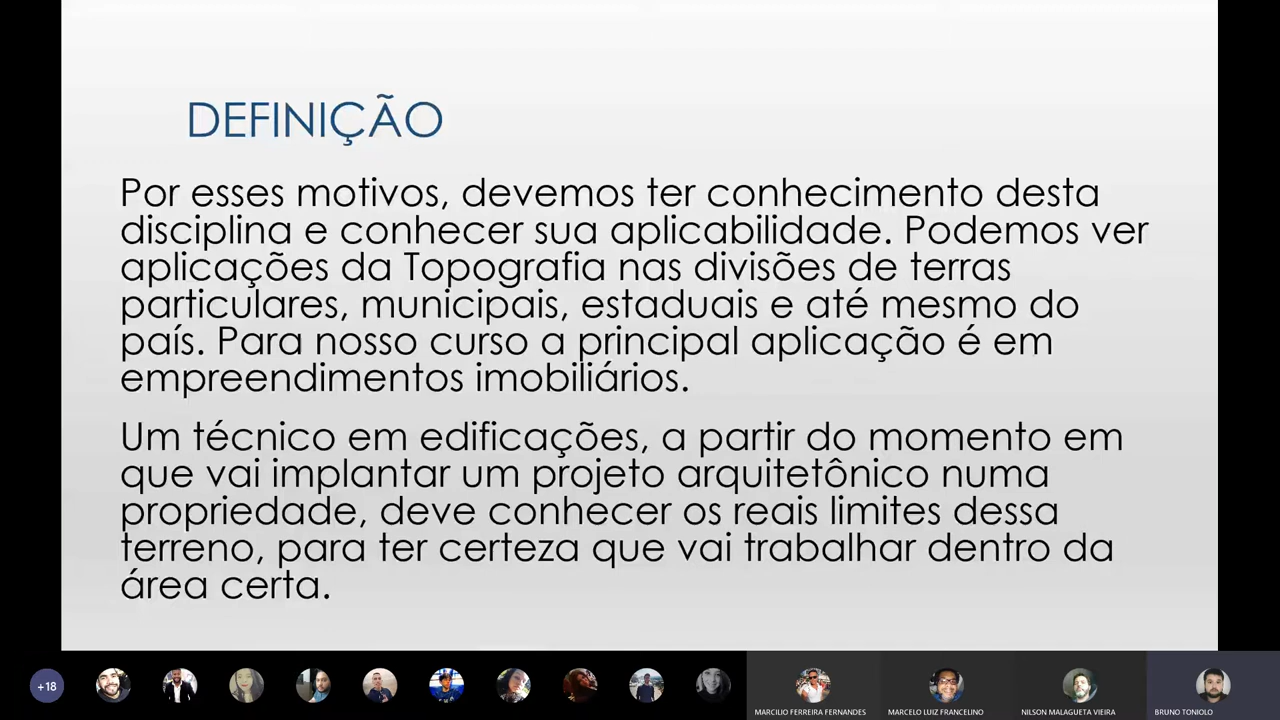 DEFINIÇÃO
Por esses motivos, devemos ter conhecimento desta
disciplina e conhecer sua aplicabilidade. Podemos ver
aplicações da Topografia nas divisões de terras
particulares, municipais, estaduais e até mesmo do
país. Para nosso curso a principal aplicação é em
empreendimentos imobiliários.
Um técnico em edificações, a partir do momento em
que vai implantar um projeto arquitetônico numa
propriedade, deve conhecer os reais limites dessa
terreno, para ter certeza que vai trabalhar dentro da
área certa.
+18
MARCILIO FERREIRA FERNANDES
MARCELO LUIZ FRANCELINO
NILSON MALAGUETA VIEIRA
BRUNO TONIOLO